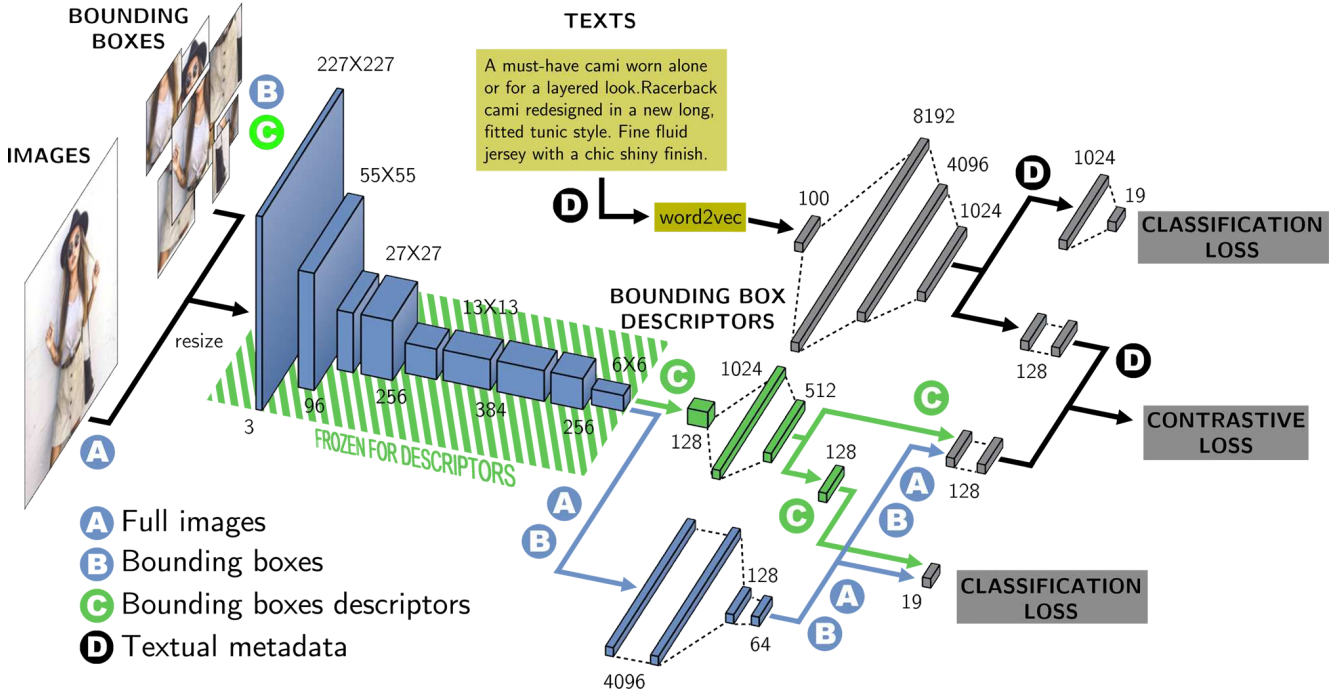 BOUNDING
BOXES
TEXTS
227X227
A must-have cami worn alone
or for a layered look.Racerback
cami redesigned in a new long,
fitted tunic style. Fine fluid
jersey with a chic shiny finish.
B
C
IMAGES
55X55
8192
4096
1024
D
1024
19
CLASSIFICATION
LOSS
D
word2vec
100
27X27
13X13
BOUNDING BOX
DESCRIPTORS
resize
6X6
C
1024
512
128
D
C
CONTRASTIVE
LOSS
3
96
256
384
256
128
128
128
FROZEN FOR DESCRIPTORS
A
A
B
C
A
B
A Full images
B Bounding boxes
C Bounding boxes descriptors
D Textual metadata
128
64
4096
A
B
19
CLASSIFICATION
LOSS